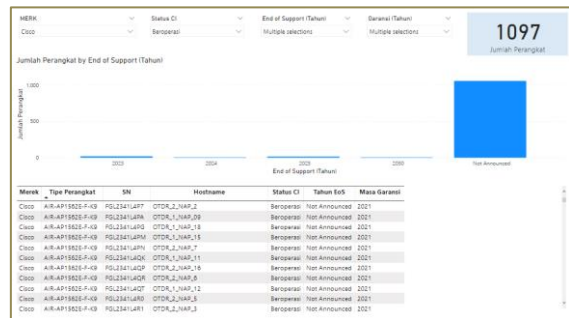 MERK Status CI End of Support (Tahun) Garansi (Tahun)
Cisco Beroperasi Multiple selections Multiple selections
1097
Jumlah Perangkat
Jumlah Perangkat by End of Support (Tahun)
Jumlah Perangkat
1000
500
0
2023 2024 Not Announced
End of Support (Tahun)
Merek Tipe Perangkat SN Hostname Status CI Tahun EoS Masa Garansi
Cisco AIR-AP1562E-F-K9 FGL2341L4P7 OTDR_2_NAP_2 Beroperasi Not Announced 2021
Cisco AIR-AP1562E-F-K9 FGL2341L4PA OTDR_1_NAP_09 Beroperasi Not Announced 2021
Cisco AIR-AP1562E-F-K9 FGL2341L4PG OTDR_1_NAP_18 Beroperasi Not Announced 2021
Cisco AIR-AP1562E-F-K9 FGL2341L4PM OTDR_1_NAP_15 Beroperasi Not Announced 2021
Cisco AIR-AP1562E-F-K9 FGL2341L4PN OTDR_2_NAP_7 Beroperasi Not Announced 2021
Cisco AIR-AP1562E-F-K9 FGL2341L4QK OTDR_1_NAP_11 Beroperasi Not Announced 2021
Cisco AIR-AP1562E-F-K9 FGL2341L4QP OTDR_2_NAP_16 Beroperasi Not Announced 2021
Cisco AIR-AP1562E-F-K9 FGL2341L4QR OTDR_2_NAP_6 Beroperasi Not Announced 2021
Cisco AIR-AP1562E-F-K9 FGL2341L4QT OTDR_1_NAP_12 Beroperasi Not Announced 2021
Cisco AIR-AP1562E-F-K9 FGL2341L4R0 OTDR_2_NAP_5 Beroperasi Not Announced 2021
Cisco AIR-AP1562E-F-K9 FGL2341L4R1 OTDR_2_NAP_3 Beroperasi Not Announced 2021